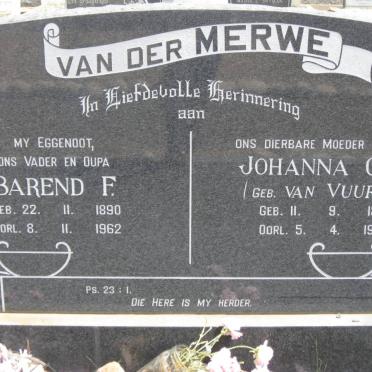 VAN DER MERWE
In Liefdevolle Herinnering
aan
MY EGGENOOT,
ONS VADER EN OUPA
BAREND F.
GEB. 22. 11. 1890
OORL. 8. 11. 1962
ONS DIERBARE MOEDER
JOHANNA
(GEB. VAN
GEB. 11. 9.
OORL. 5. 4.
PS. 23 : 1.
DIE HERE IS MY HERDER.